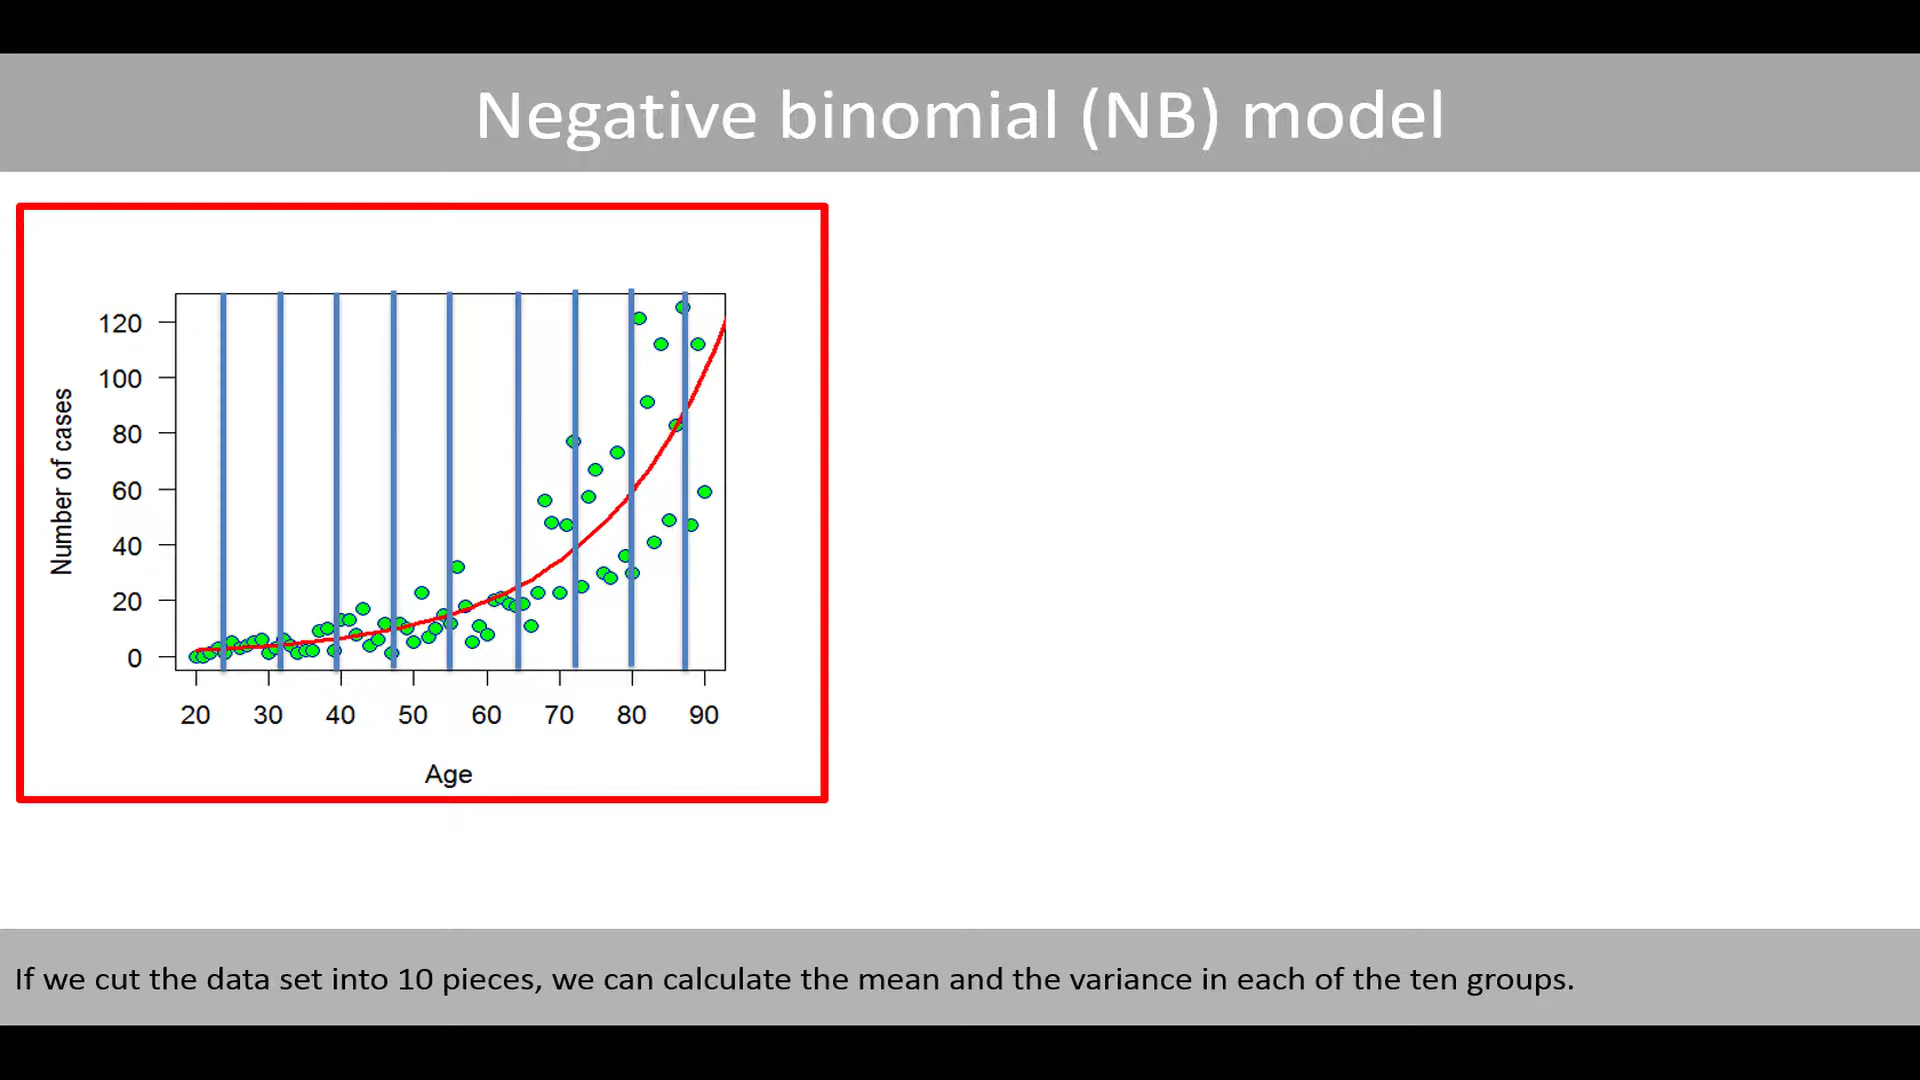 Negative binomial (NB) model
Number of cases
120
100
80
60
40
20
0
20 30 40 50 60 70 80 90
Age
If we cut the data set into 10 pieces, we can calculate the mean and the variance in each of the ten groups.